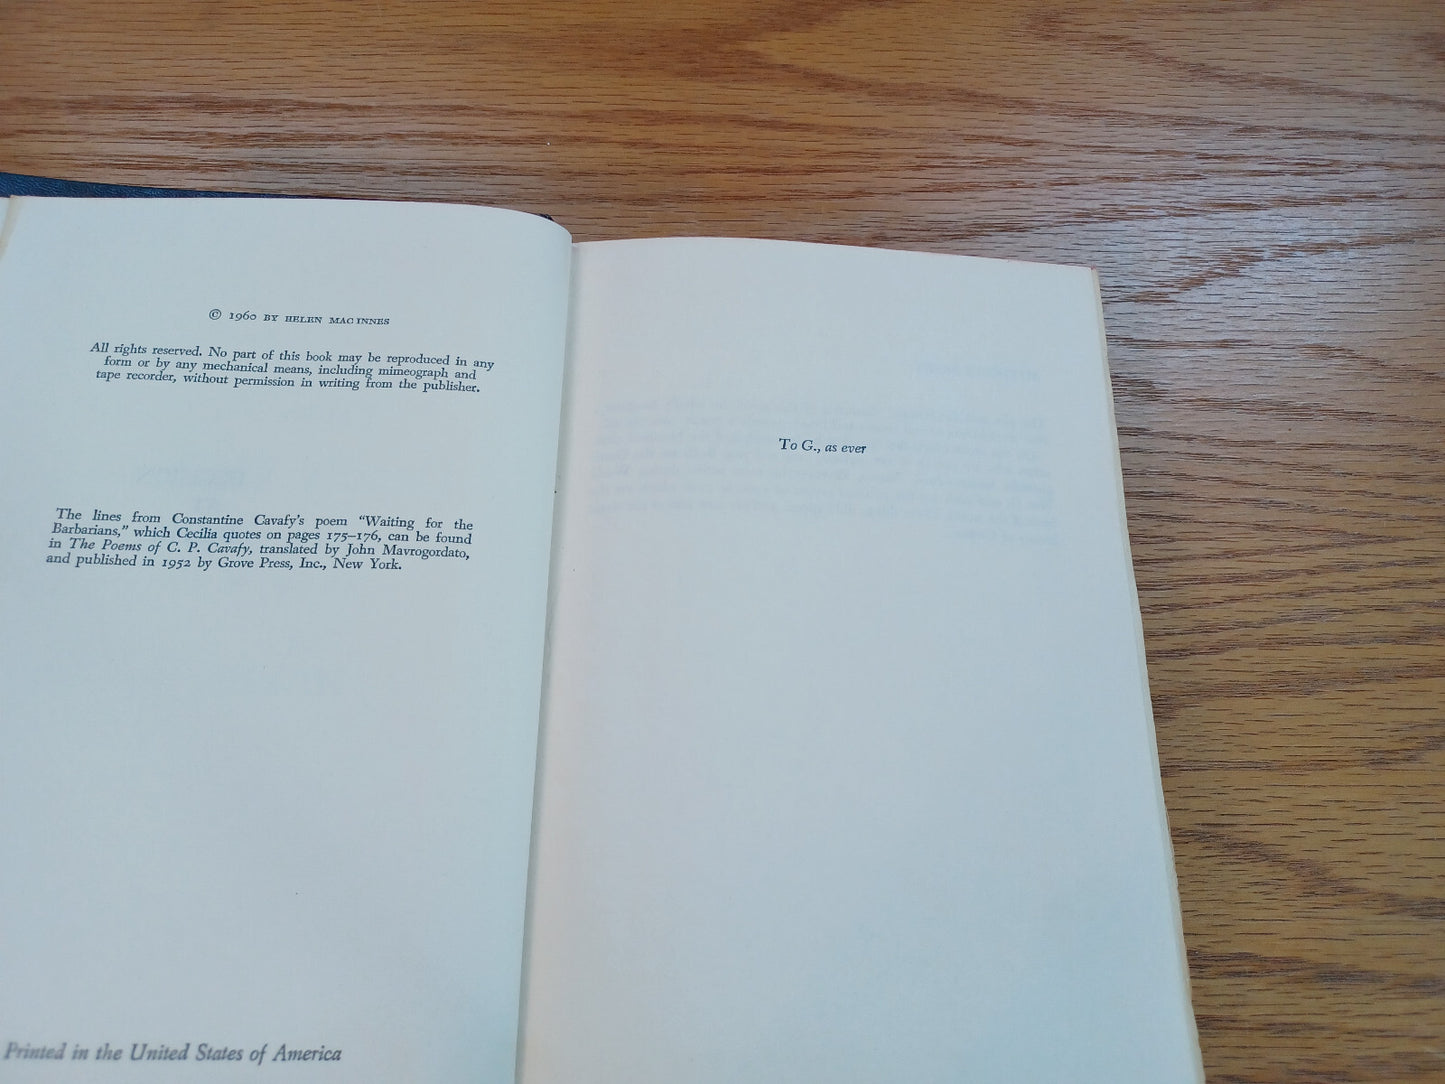 © 1960 BY HELEN MAC INNES
All rights reserved. No part of this book may be reproduced in any
form or by any mechanical means, including mimeograph and
tape recorder, without permission in writing from the publisher.
The lines from Constantine Cavafy's poem “Waiting for the
Barbarians,” which Cecilia quotes on pages 175–176, can be found
in The Poems of C. P. Cavafy, translated by John Mavrogordato,
and published in 1952 by Grove Press, Inc., New York.
Printed in the United States of America
To G., as ever